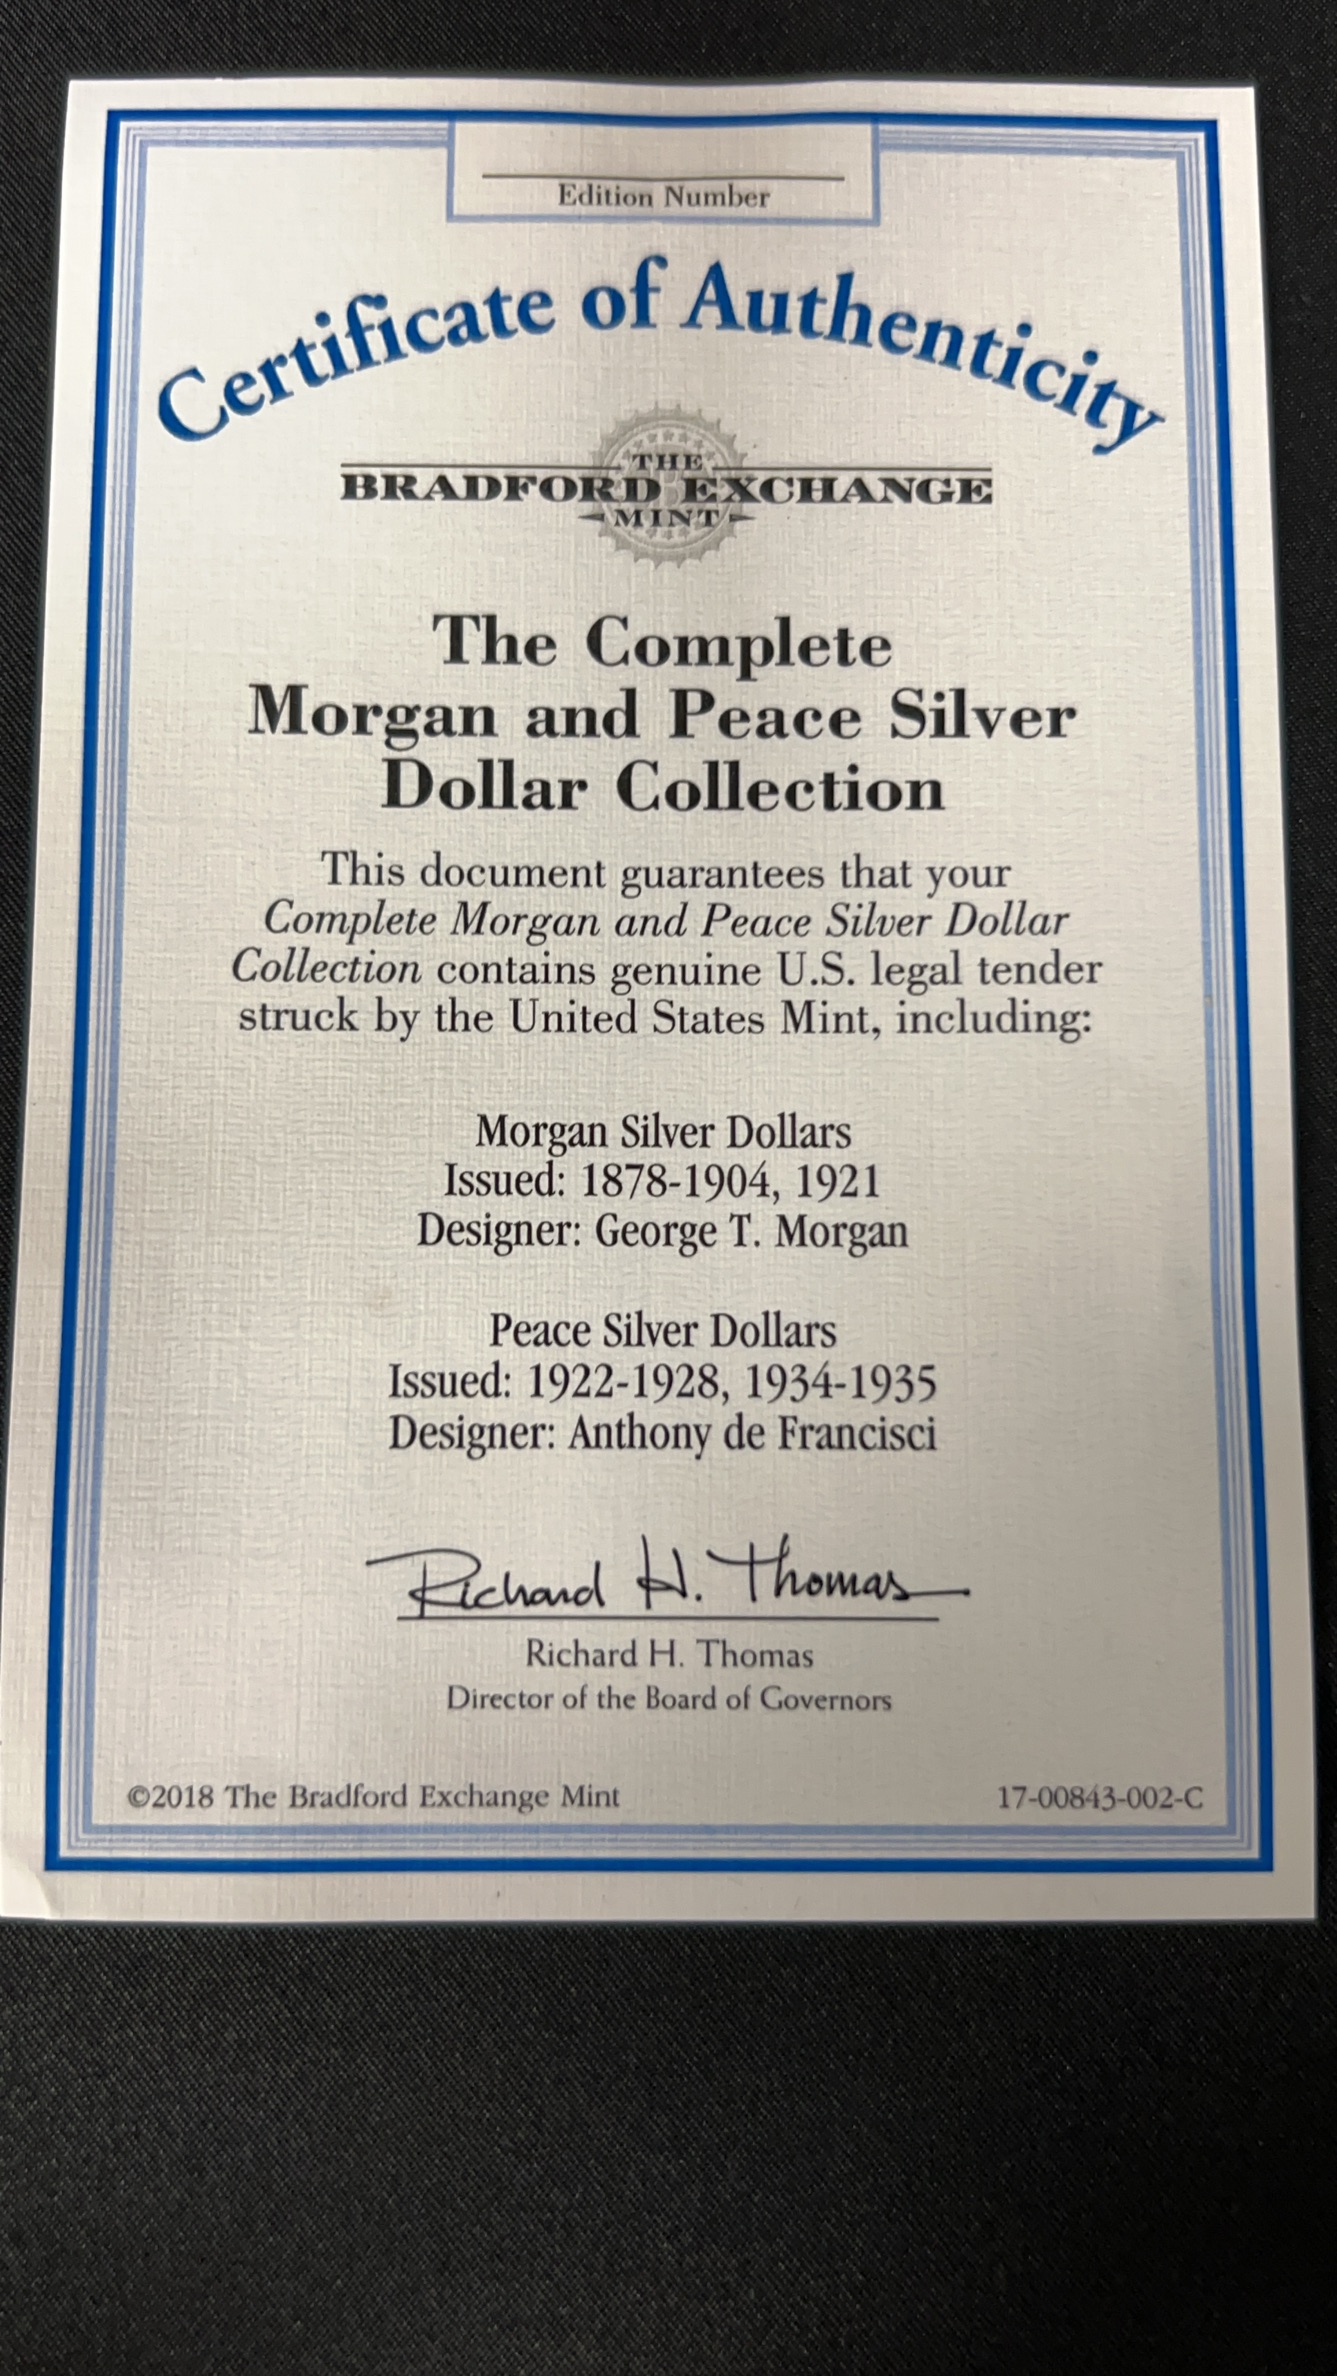 Edition Number
Certificate of Authenticity
THE
BRADFORD EXCHANGE
MINT
The Complete
Morgan and Peace Silver
Dollar Collection
This document guarantees that your
Complete Morgan and Peace Silver Dollar
Collection contains genuine U.S. legal tender
struck by the United States Mint, including:
Morgan Silver Dollars
Issued: 1878-1904, 1921
Designer: George T. Morgan
Peace Silver Dollars
Issued: 1922-1928, 1934-1935
Designer: Anthony de Francisci
Richard H. Thomas
Richard H. Thomas
Director of the Board of Governors
©2018 The Bradford Exchange Mint
17-00843-002-C